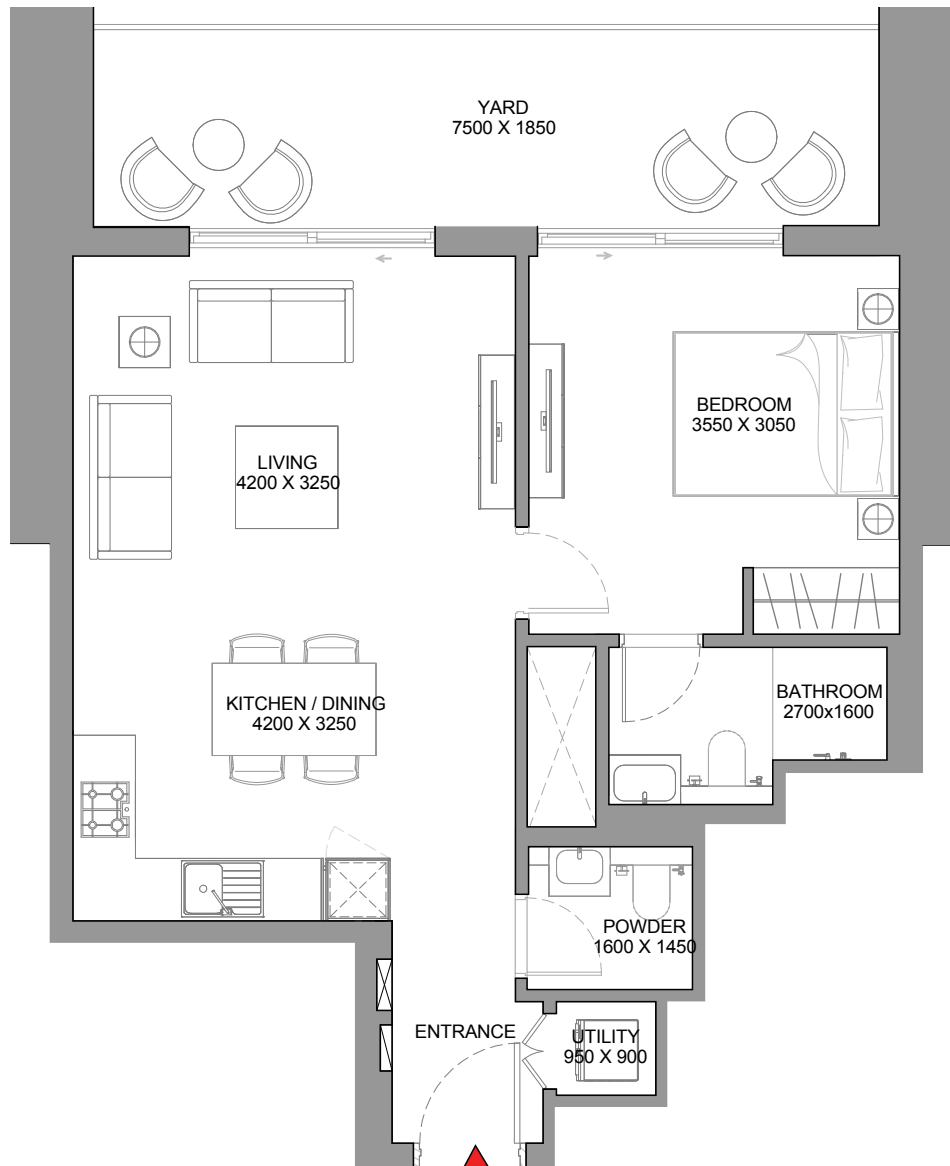 YARD
7500 X 1850
BEDROOM
3550 X 3050
LIVING
4200 X 3250
KITCHEN / DINING
4200 X 3250
BATHROOM
2700x1600
POWDER
1600 X 1450
ENTRANCE
UTILITY
950 X 900